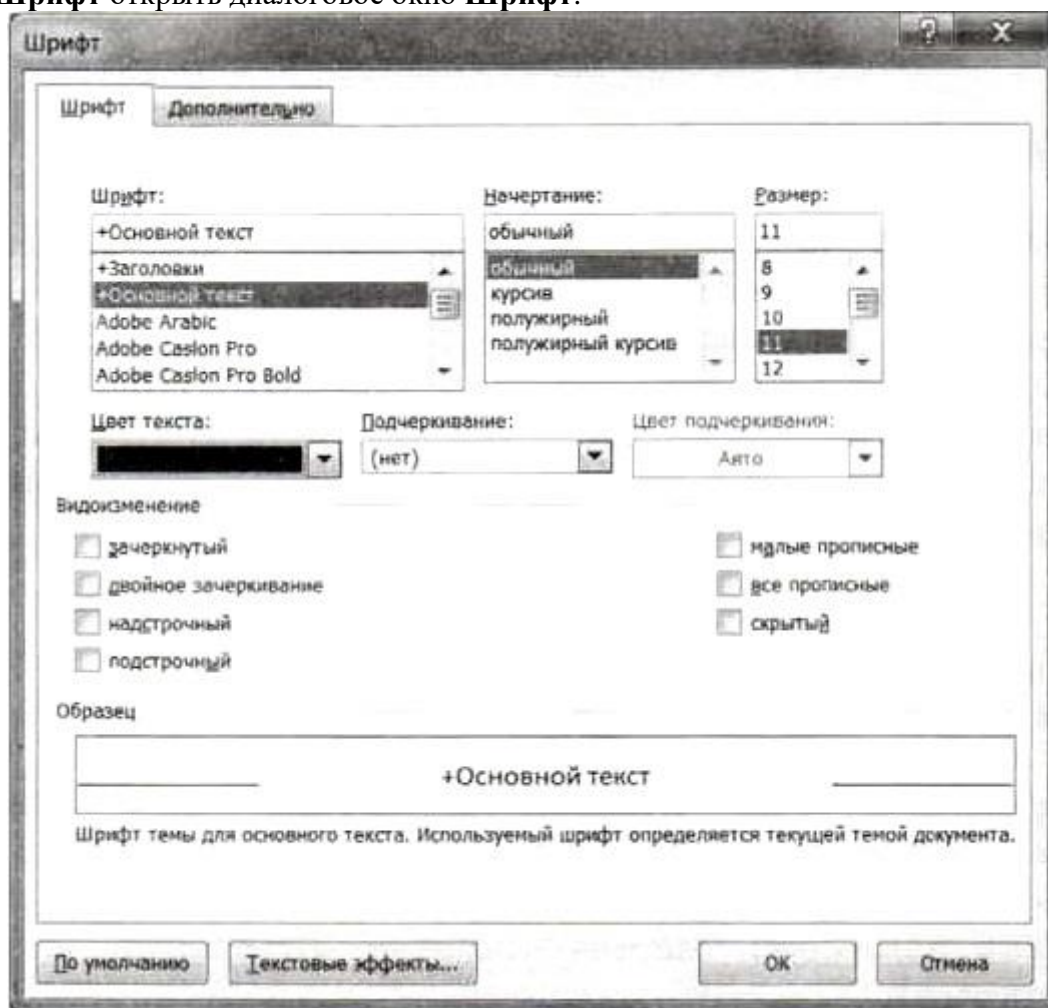 Шрифт открыть диалоговое окно Шрифт.
Шрифт
? X
Шрифт Дополнительно
Шрифт: Начертание: Размер:
+Основной текст обычный 11
+Заголовки обычный 8
+Основной текст курсив 9
Adobe Arabic полужирный 10
Adobe Caslon Pro полужирный курсив 11
Adobe Caslon Pro Bold 12
Цвет текста: Подчеркивание: Цвет подчеркивания:
(нет) Авто
Видоизменение
зачеркнутый малые прописные
двойное зачеркивание все прописные
надстрочный скрытый
подстрочный
Образец
+Основной текст
Шрифт темы для основного текста. Используемый шрифт определяется текущей темой документа.
По умолчанию Текстовые эффекты... ОК Отмена